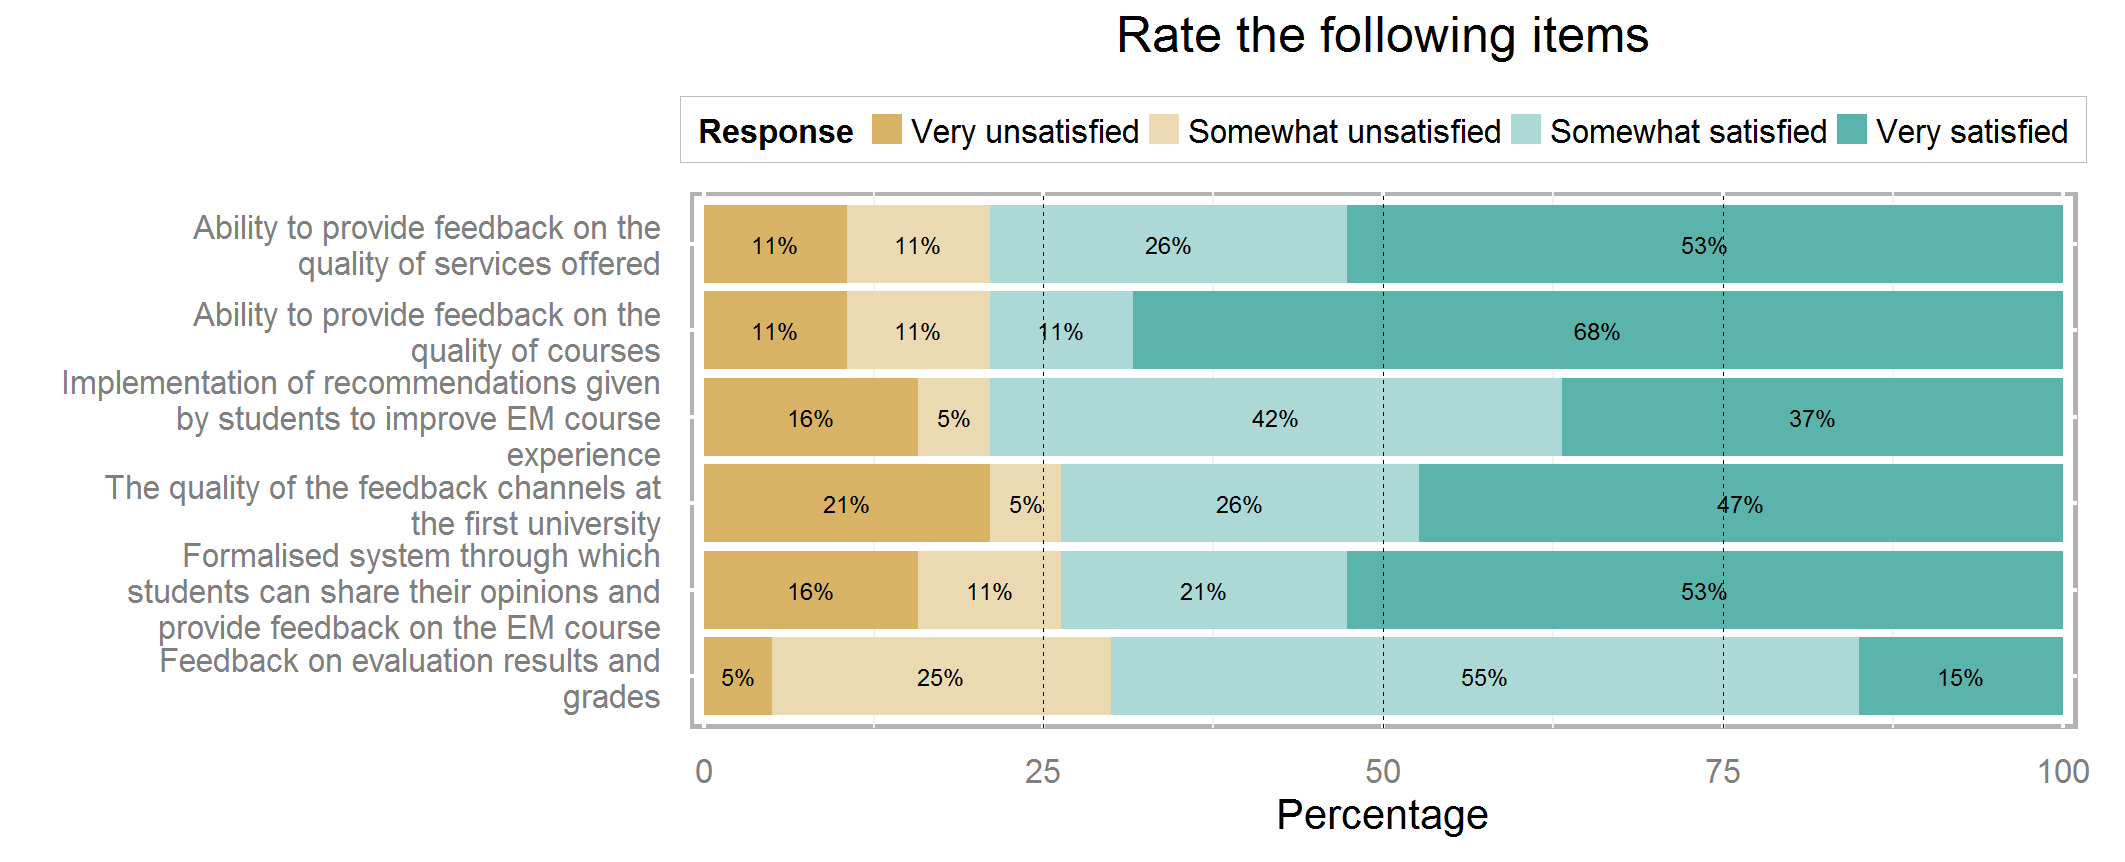 Rate the following items
Response Very unsatisfied Somewhat unsatisfied Somewhat satisfied Very satisfied
Ability to provide feedback on the
quality of services offered
11% 11% 26% 53%
Ability to provide feedback on the
quality of courses
11% 11% 11% 68%
Implementation of recommendations given
by students to improve EM course
experience
16% 5% 42% 37%
The quality of the feedback channels at
the first university
21% 5% 26% 47%
Formalised system through which
students can share their opinions and
provide feedback on the EM course
16% 11% 21% 53%
Feedback on evaluation results and
grades
5% 25% 55% 15%
0 25 50 75 100
Percentage